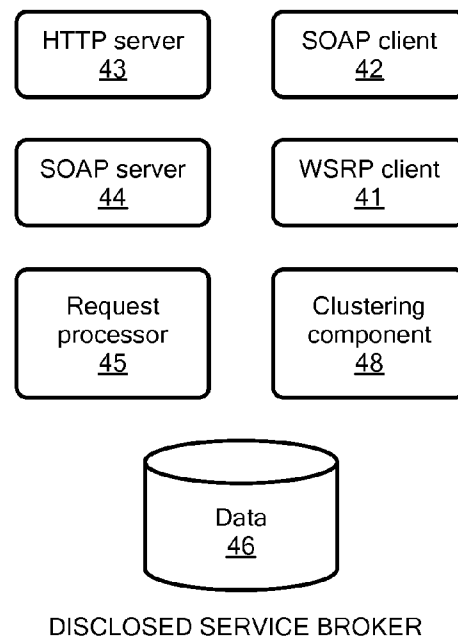 HTTP server
43
SOAP client
42
SOAP server
44
WSRP client
41
Request
processor
45
Clustering
component
48
Data
46
DISCLOSED SERVICE BROKER